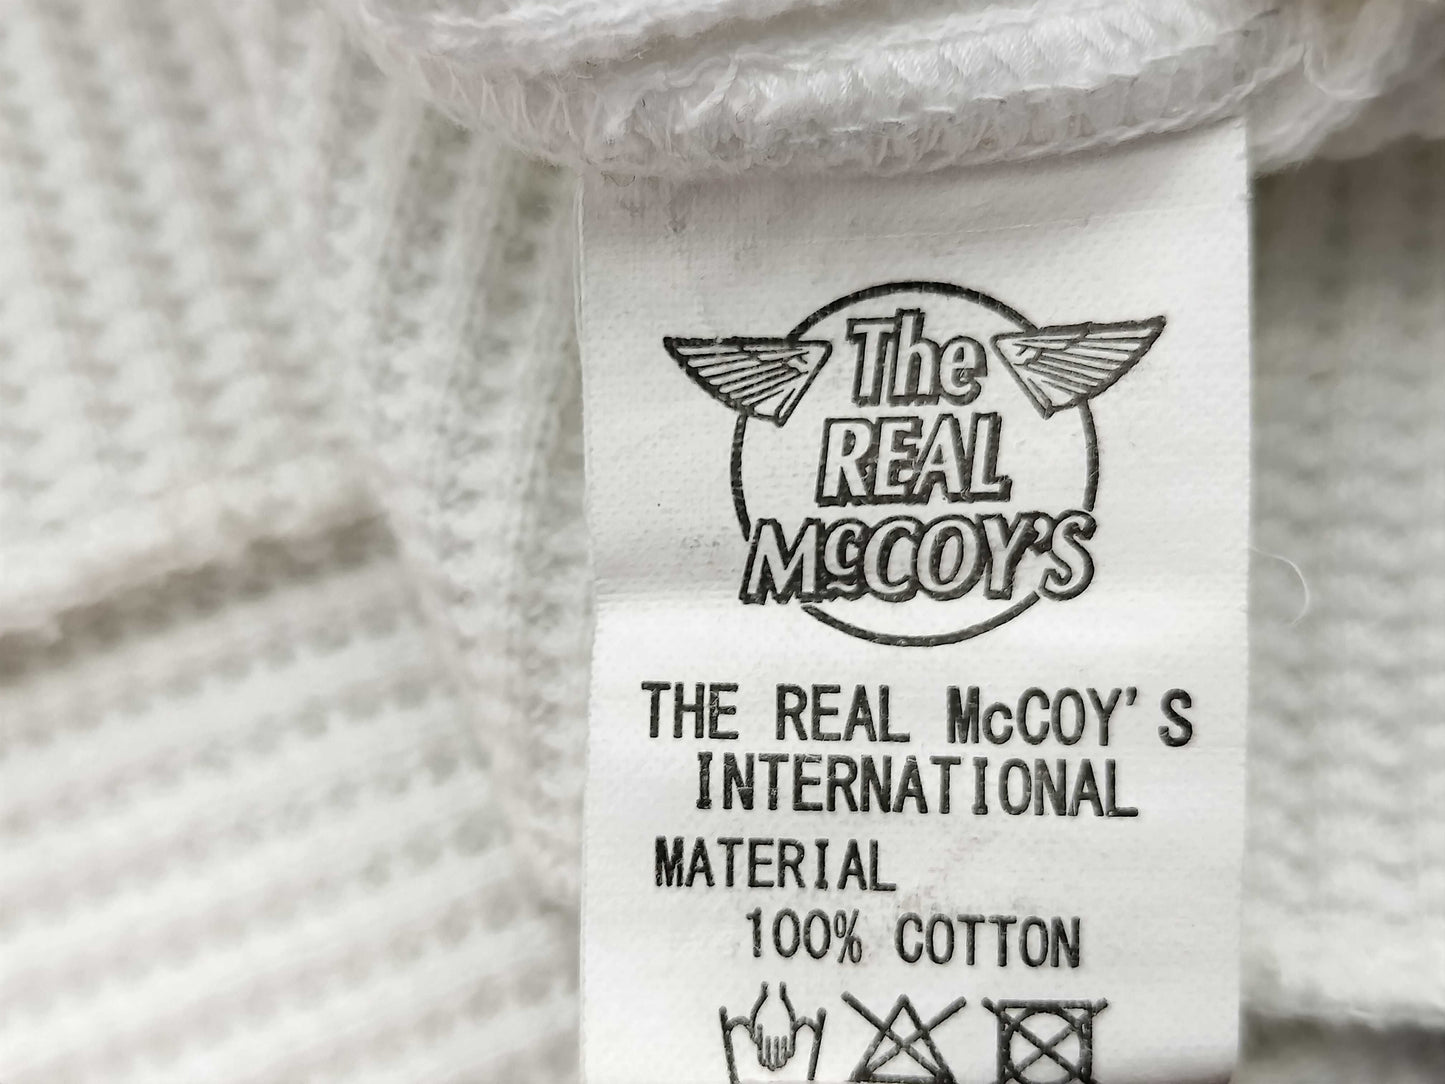 The
REAL
McCOY'S
THE REAL McCOY'S
INTERNATIONAL
MATERIAL
100% COTTON